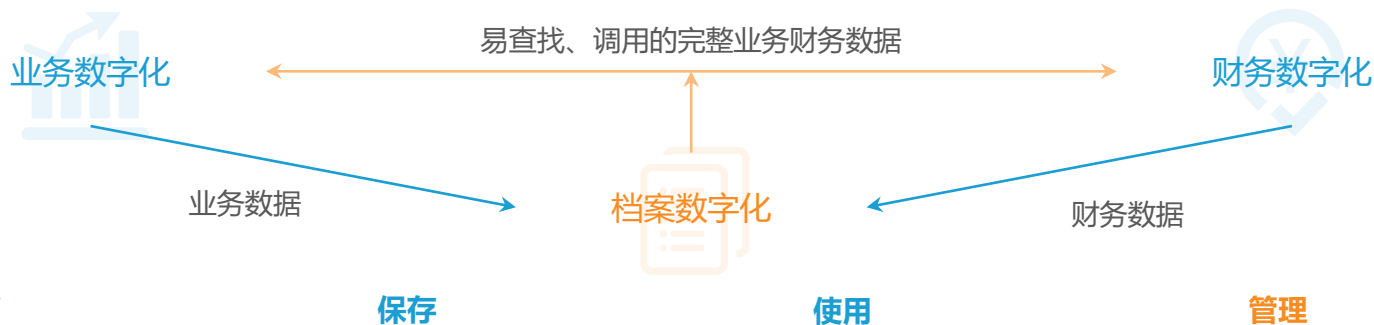 易查找、调用的完整业务财务数据
业务数字化
财务数字化
业务数据
档案数字化
财务数据
保存
使用
管理